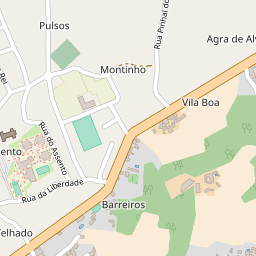 Pulsos
Rua Pinhal do
Agra de Al
Montinho
Rei
Vila Boa
Rua do Assento
ento
Rua da Liberdade
Barreiros
elhado